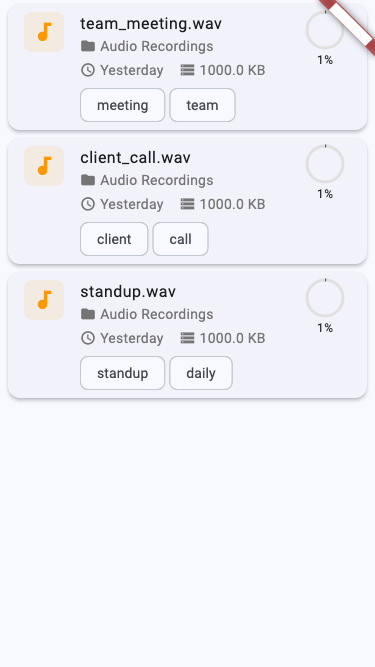 team_meeting.wav
1%
Audio Recordings
Yesterday 1000.0 KB
meeting team
client_call.wav
1%
Audio Recordings
Yesterday 1000.0 KB
client call
standup.wav
1%
Audio Recordings
Yesterday 1000.0 KB
standup daily